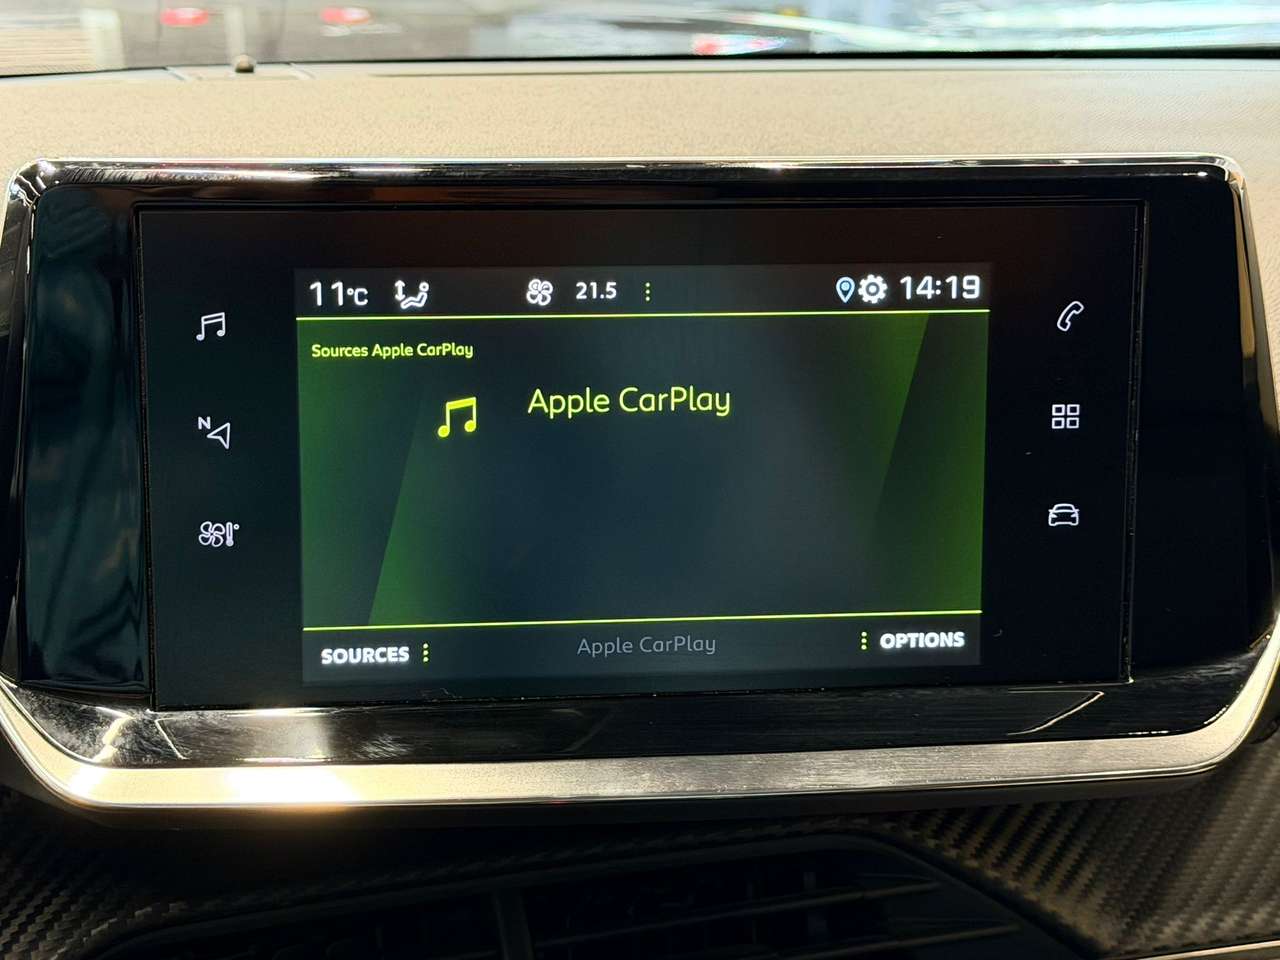 11°C 21.5 14:19
Sources Apple CarPlay
Apple CarPlay
N
SOURCES Apple CarPlay OPTIONS